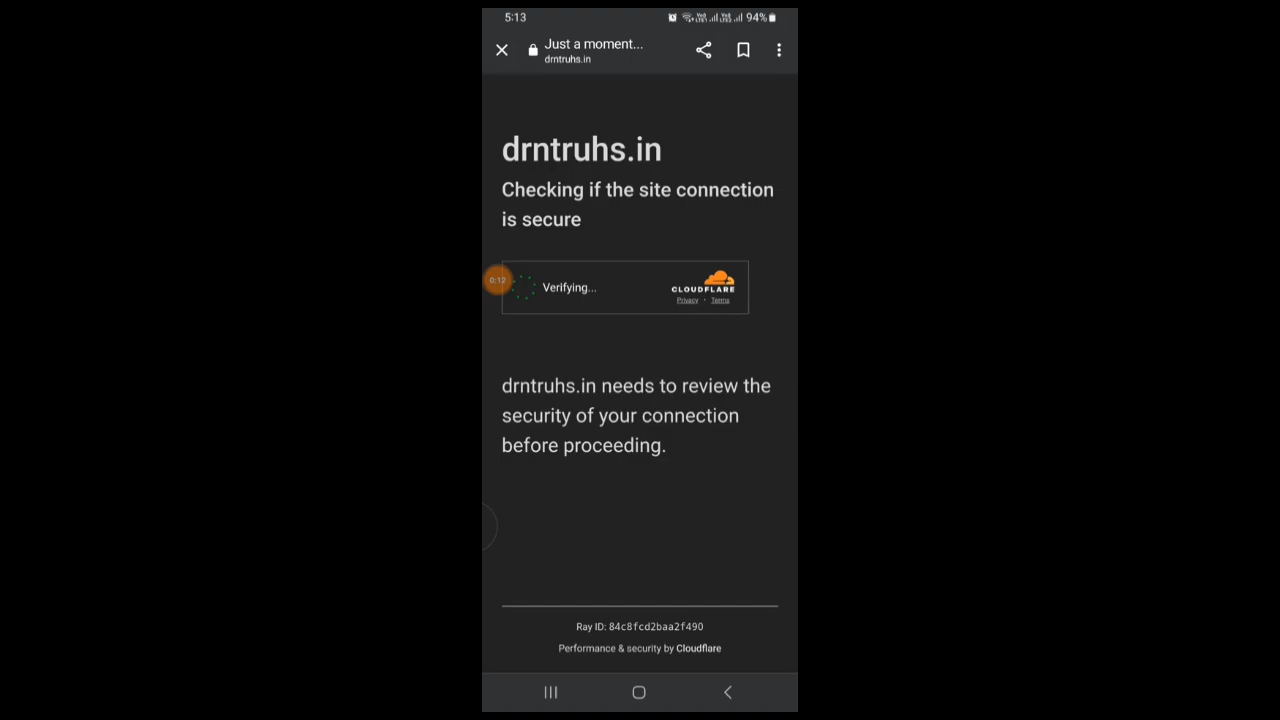 5:13
94%
Just a moment...
drntruhs.in
drntruhs.in
Checking if the site connection
is secure
0:12
Verifying...
CLOUDFLARE
Privacy • Terms
drntruhs.in needs to review the
security of your connection
before proceeding.
Ray ID: 84c8fcd2baa2f490
Performance & security by Cloudflare